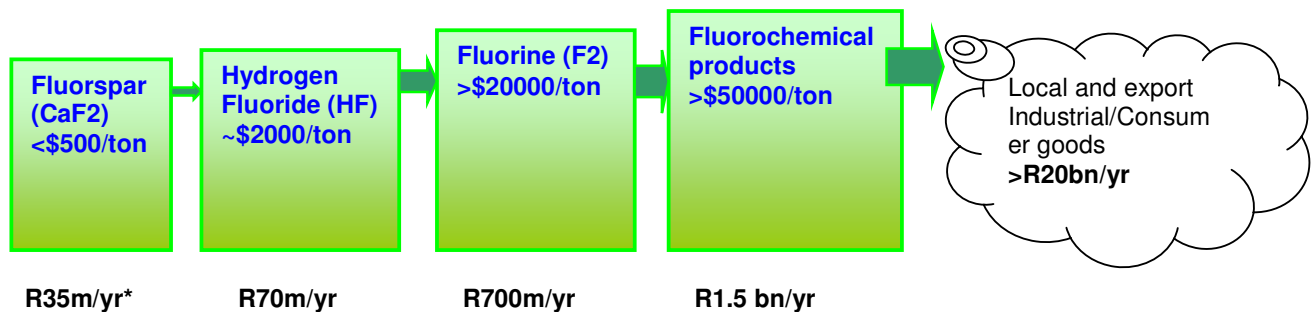 Fluorspar
(CaF2)
<$500/ton
Hydrogen
Fluoride (HF)
~$2000/ton
Fluorine (F2)
>$20000/ton
Fluorochemical
products
>$50000/ton
Local and export
Industrial/Consum
er goods
>R20bn/yr
R35m/yr*
R70m/yr
R700m/yr
R1.5 bn/yr